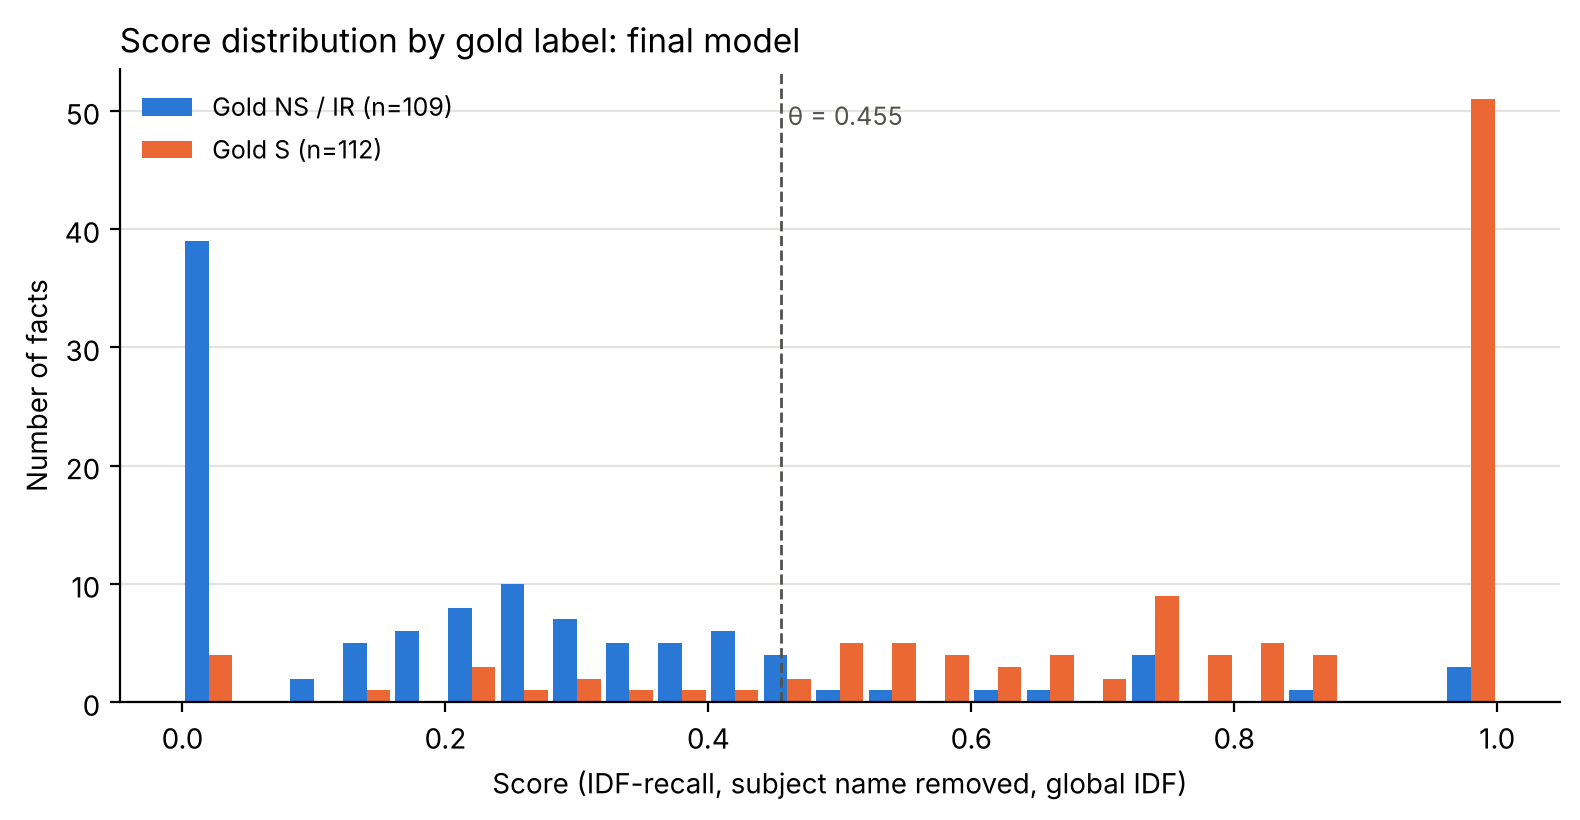 Score distribution by gold label: final model
Gold NS / IR (n=109)
Gold S (n=112)
θ = 0.455
Number of facts
50
40
30
20
10
0
0.0 0.2 0.4 0.6 0.8 1.0
Score (IDF-recall, subject name removed, global IDF)